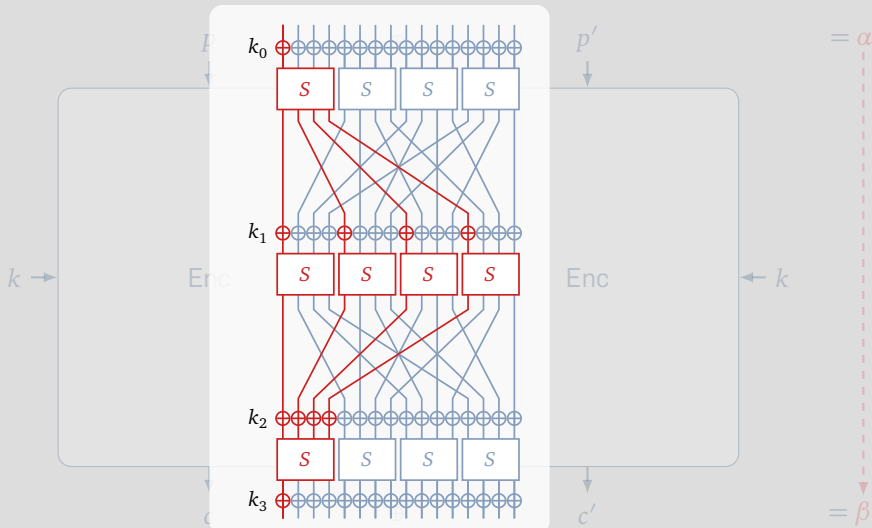 p p′ = α
k₀
S S S S
k₁
k Enc S S S S Enc k
k₂
S S S S
k₃
c c′ = β